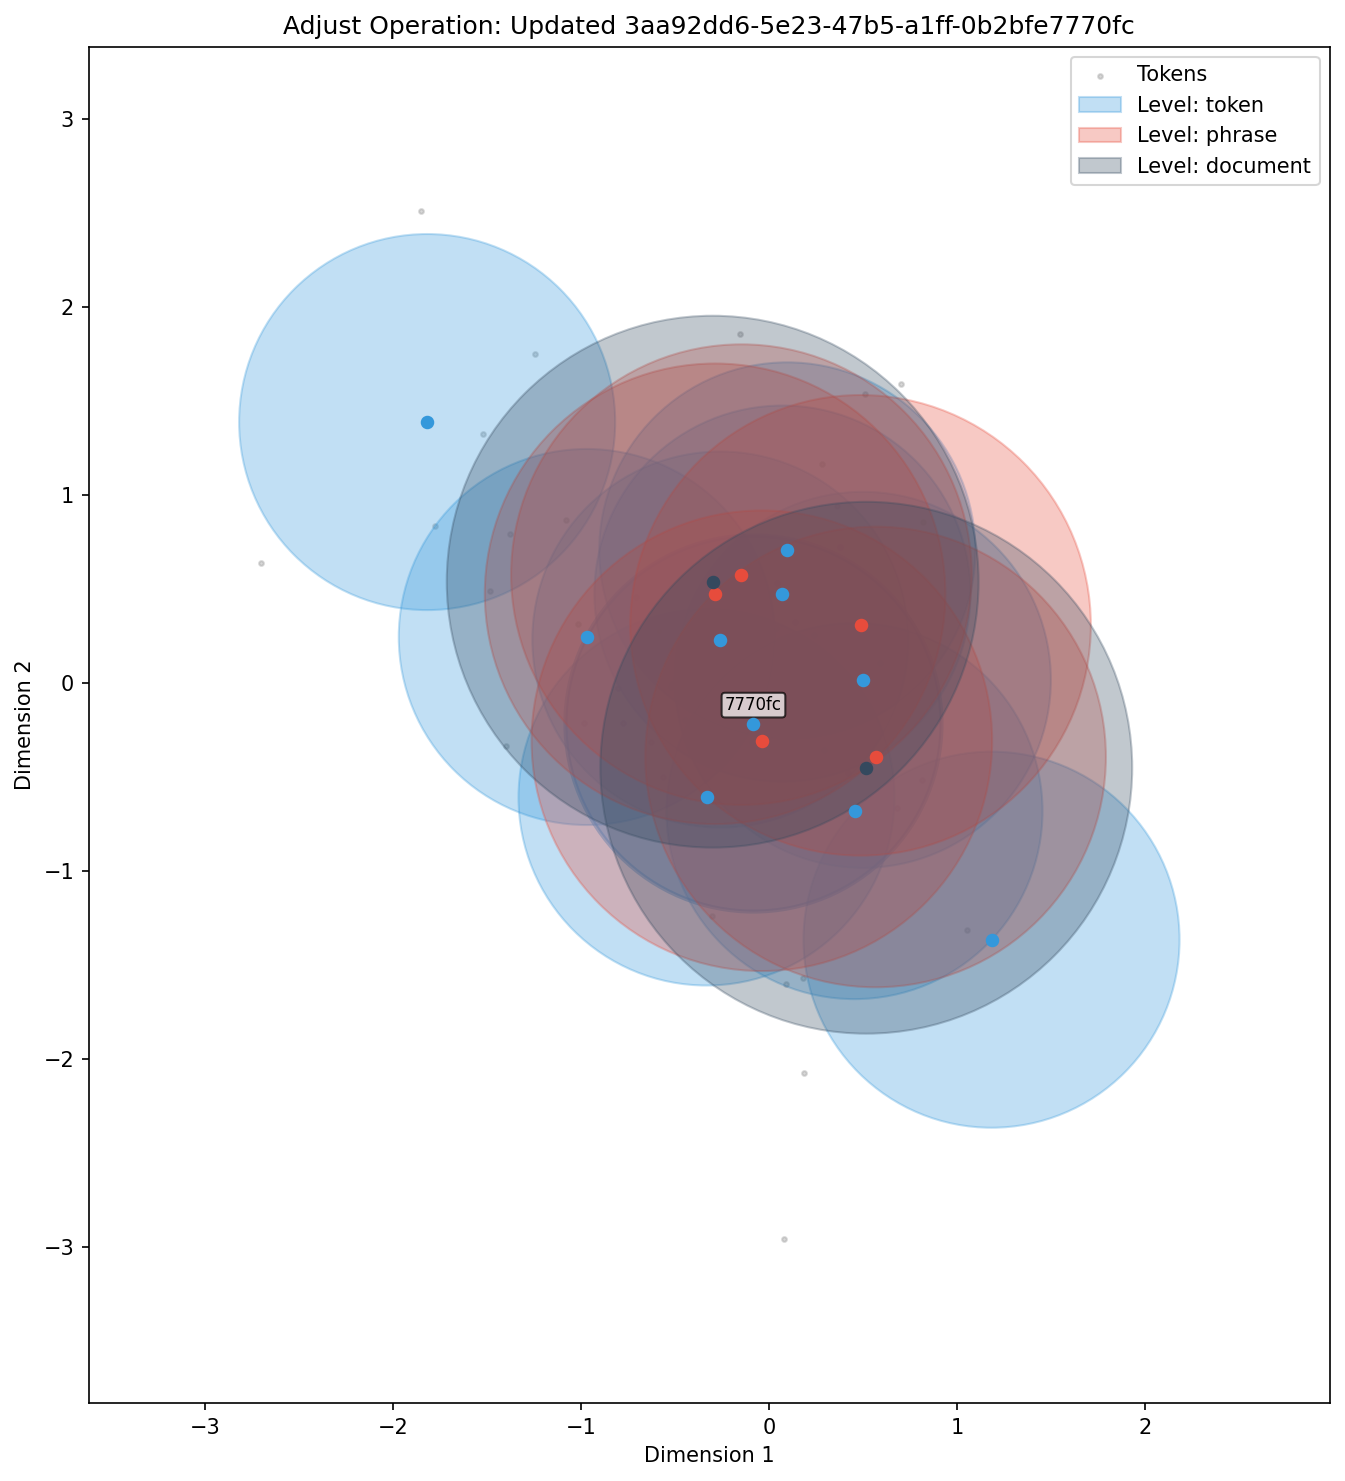 Adjust Operation: Updated 3aa92dd6-5e23-47b5-a1ff-0b2bfe7770fc
Tokens
Level: token
Level: phrase
Level: document
3
2
1
0
−1
−2
−3
Dimension 2
7770fc
−3
−2
−1
0
1
2
Dimension 1